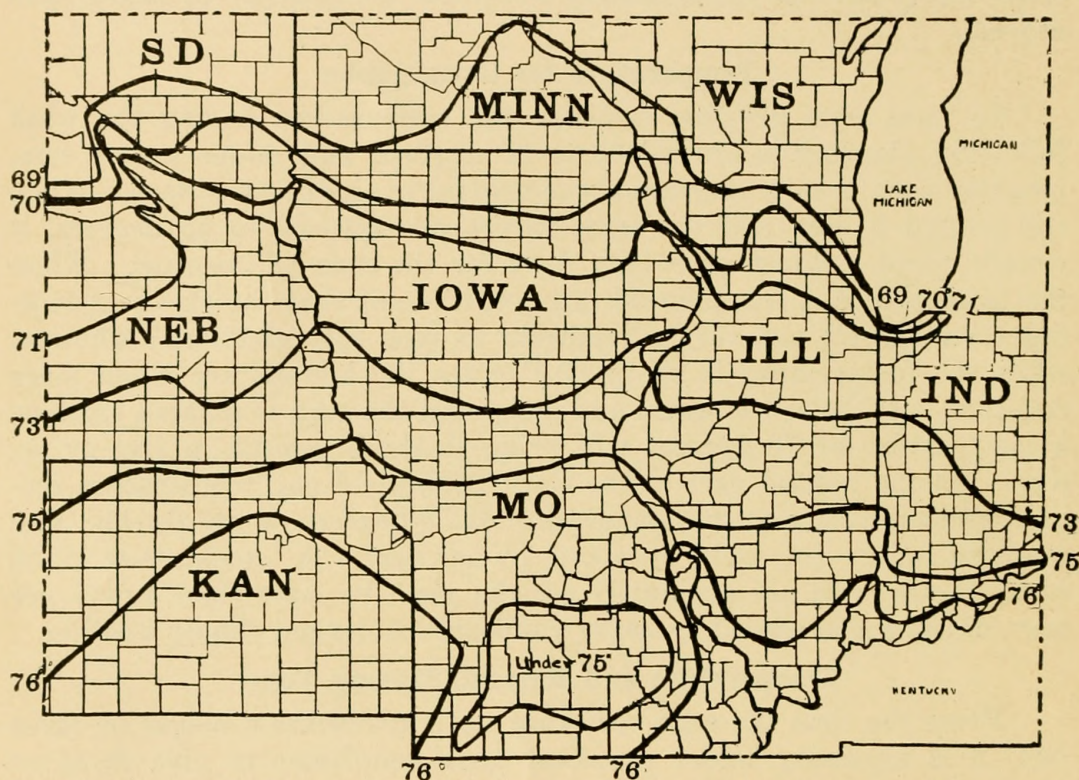 SD
MINN
WIS
MICHIGAN
LAKE
MICHIGAN
69°
70°
IOWA
69 70° 71°
NEB
71
ILL
IND
73
75
MO
73
KAN
75
76°
Under 75°
76°
KENTUCKY
76°
76°